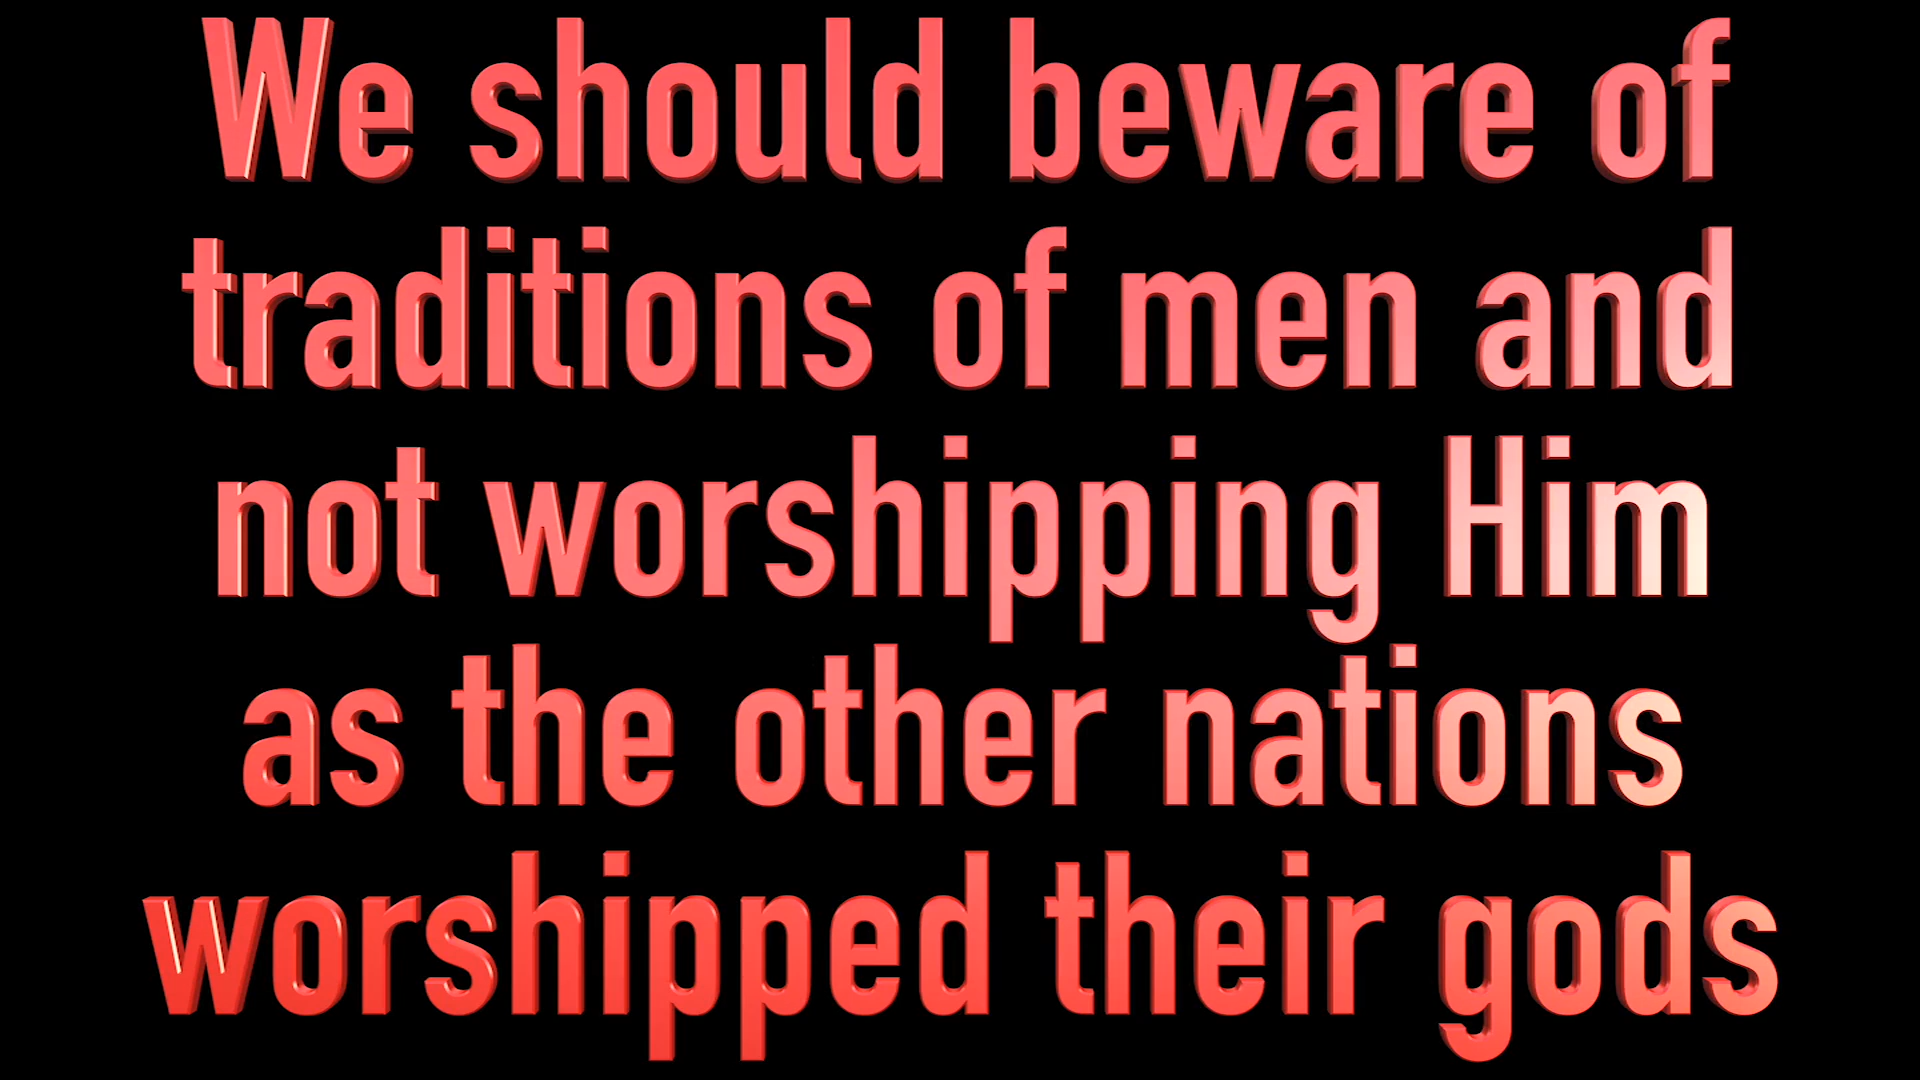 We should beware of
traditions of men and
not worshipping Him
as the other nations
worshipped their gods